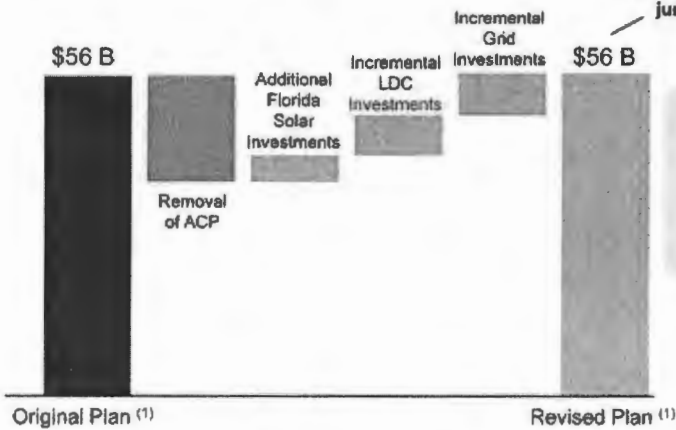 jur
$56 B
Removal
of ACP
Additional
Florida
Solar
Investments
Incremental
LDC
Investments
Incremental
Grid
Investments
$56 B
Original Plan (1)
Revised Plan (1)